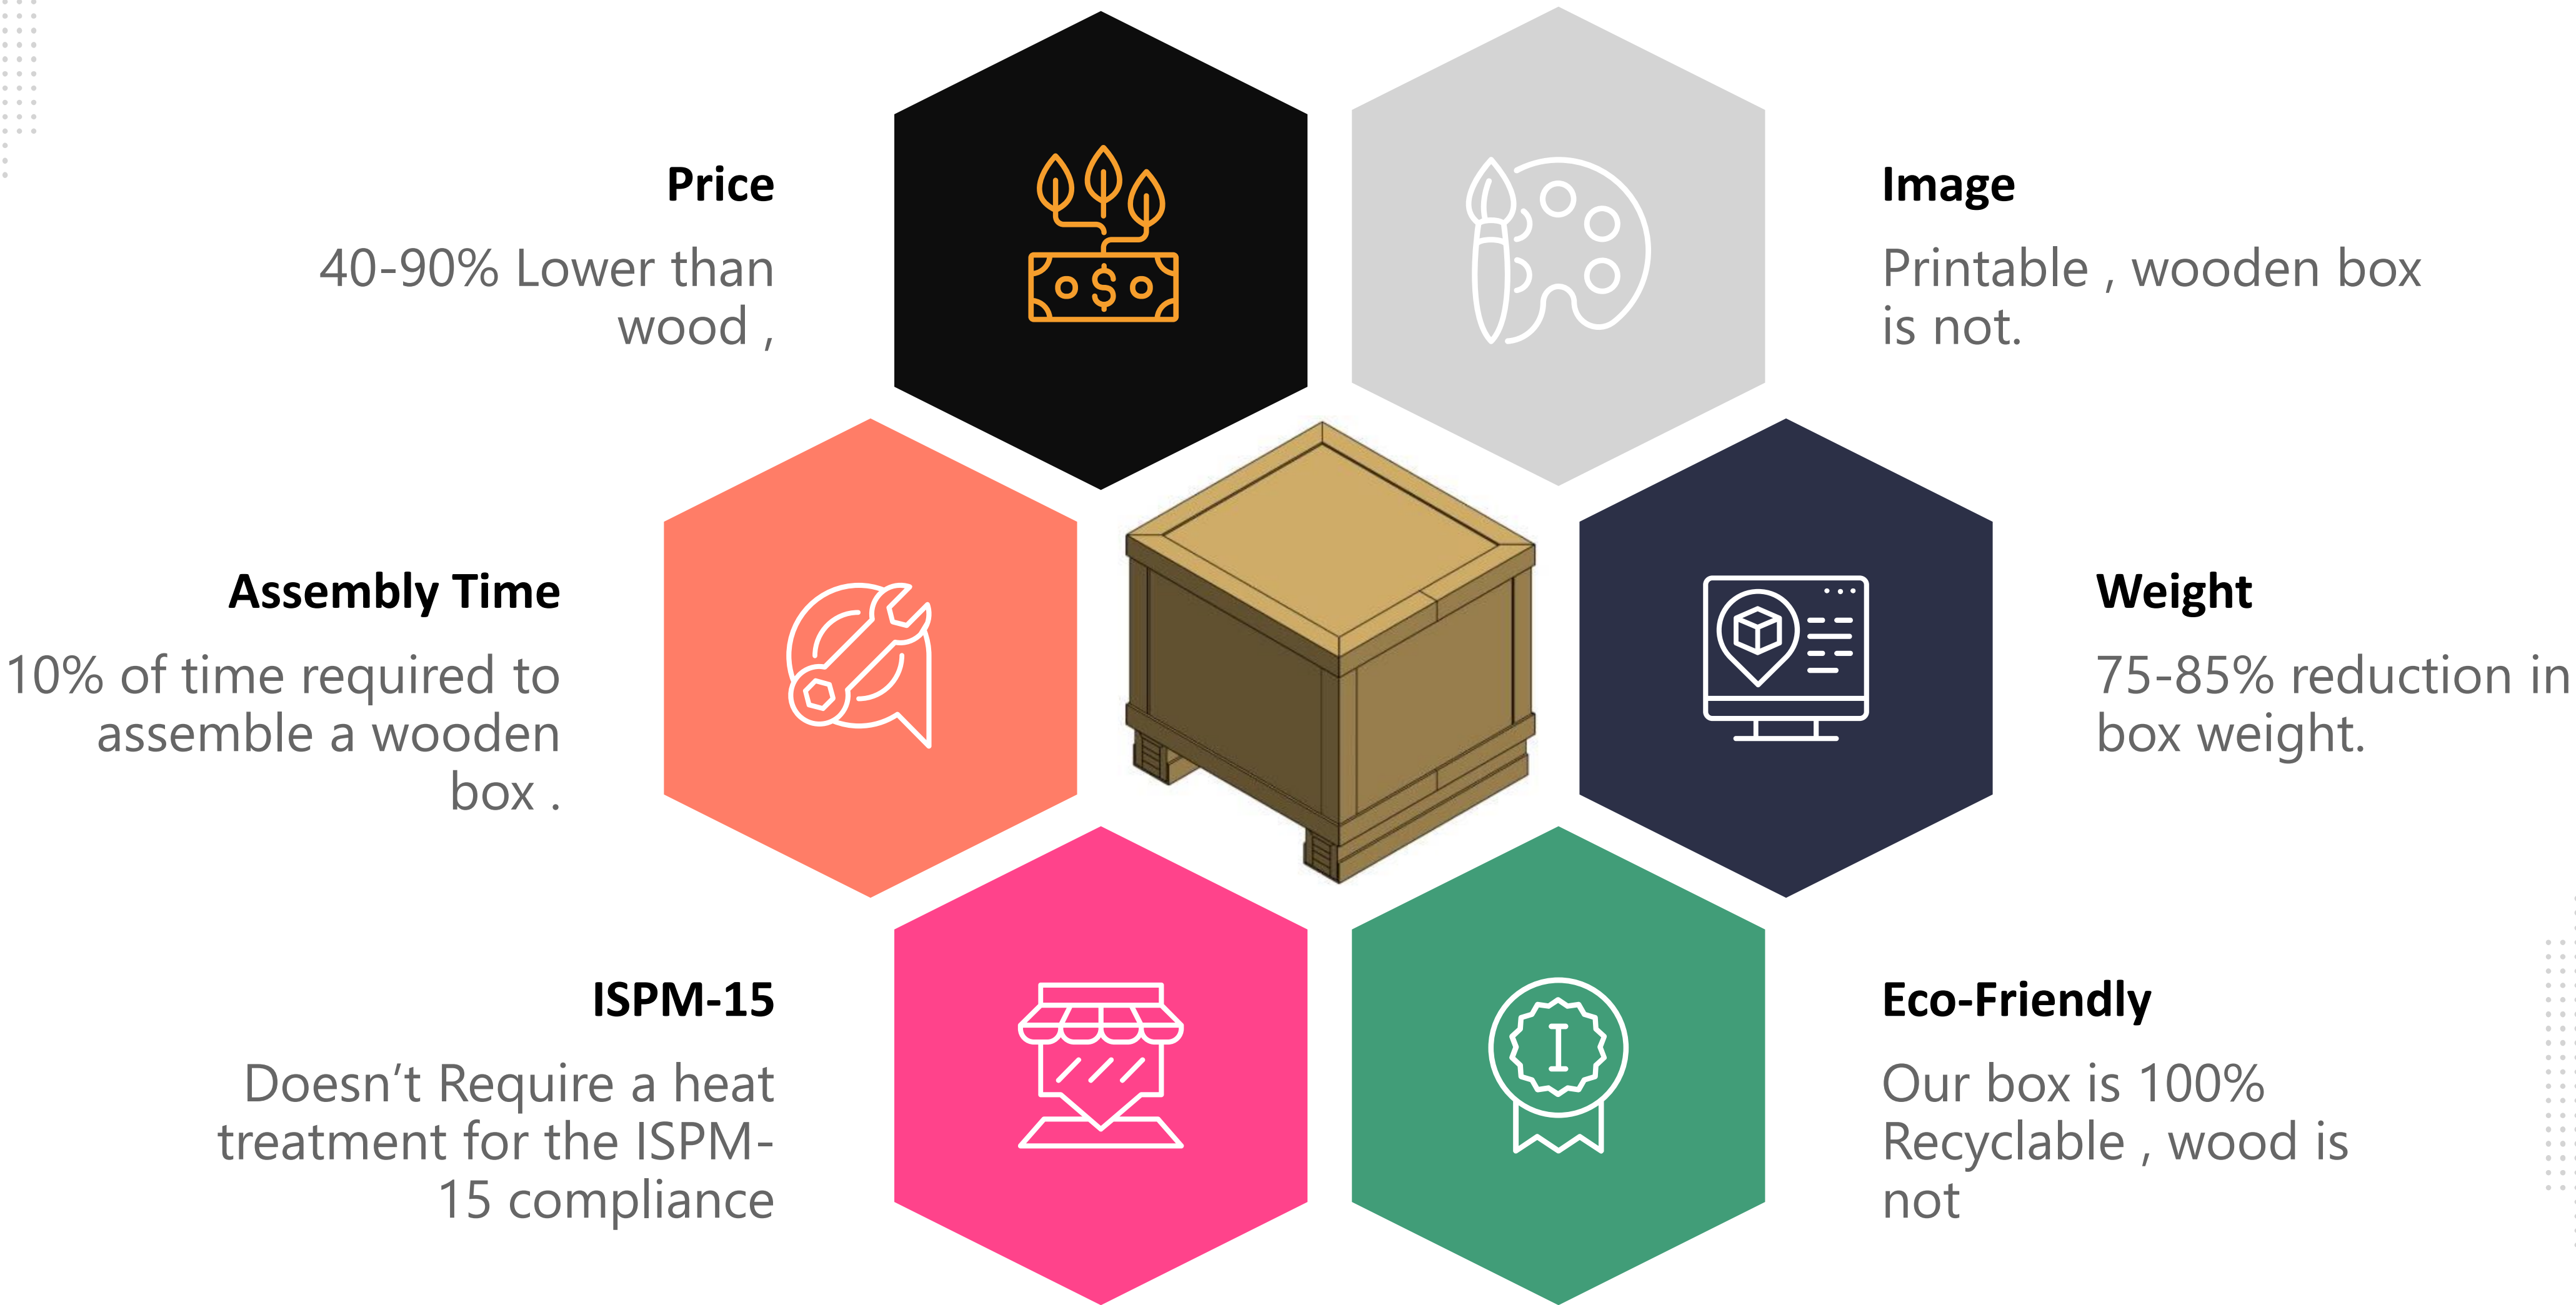 Price
40-90% Lower than
wood ,
Image
Printable , wooden box
is not.
Assembly Time
10% of time required to
assemble a wooden
box .
Weight
75-85% reduction in
box weight.
ISPM-15
Doesn’t Require a heat
treatment for the ISPM-
15 compliance
Eco-Friendly
Our box is 100%
Recyclable , wood is
not
$
I